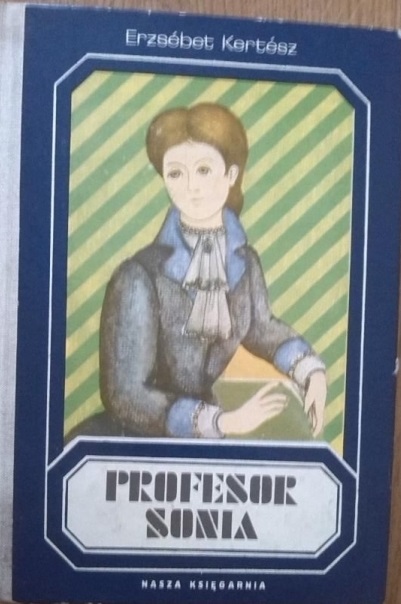 Erzsébet Kertész
PROFESOR
SONIA
NASZA KSIĘGARNIA